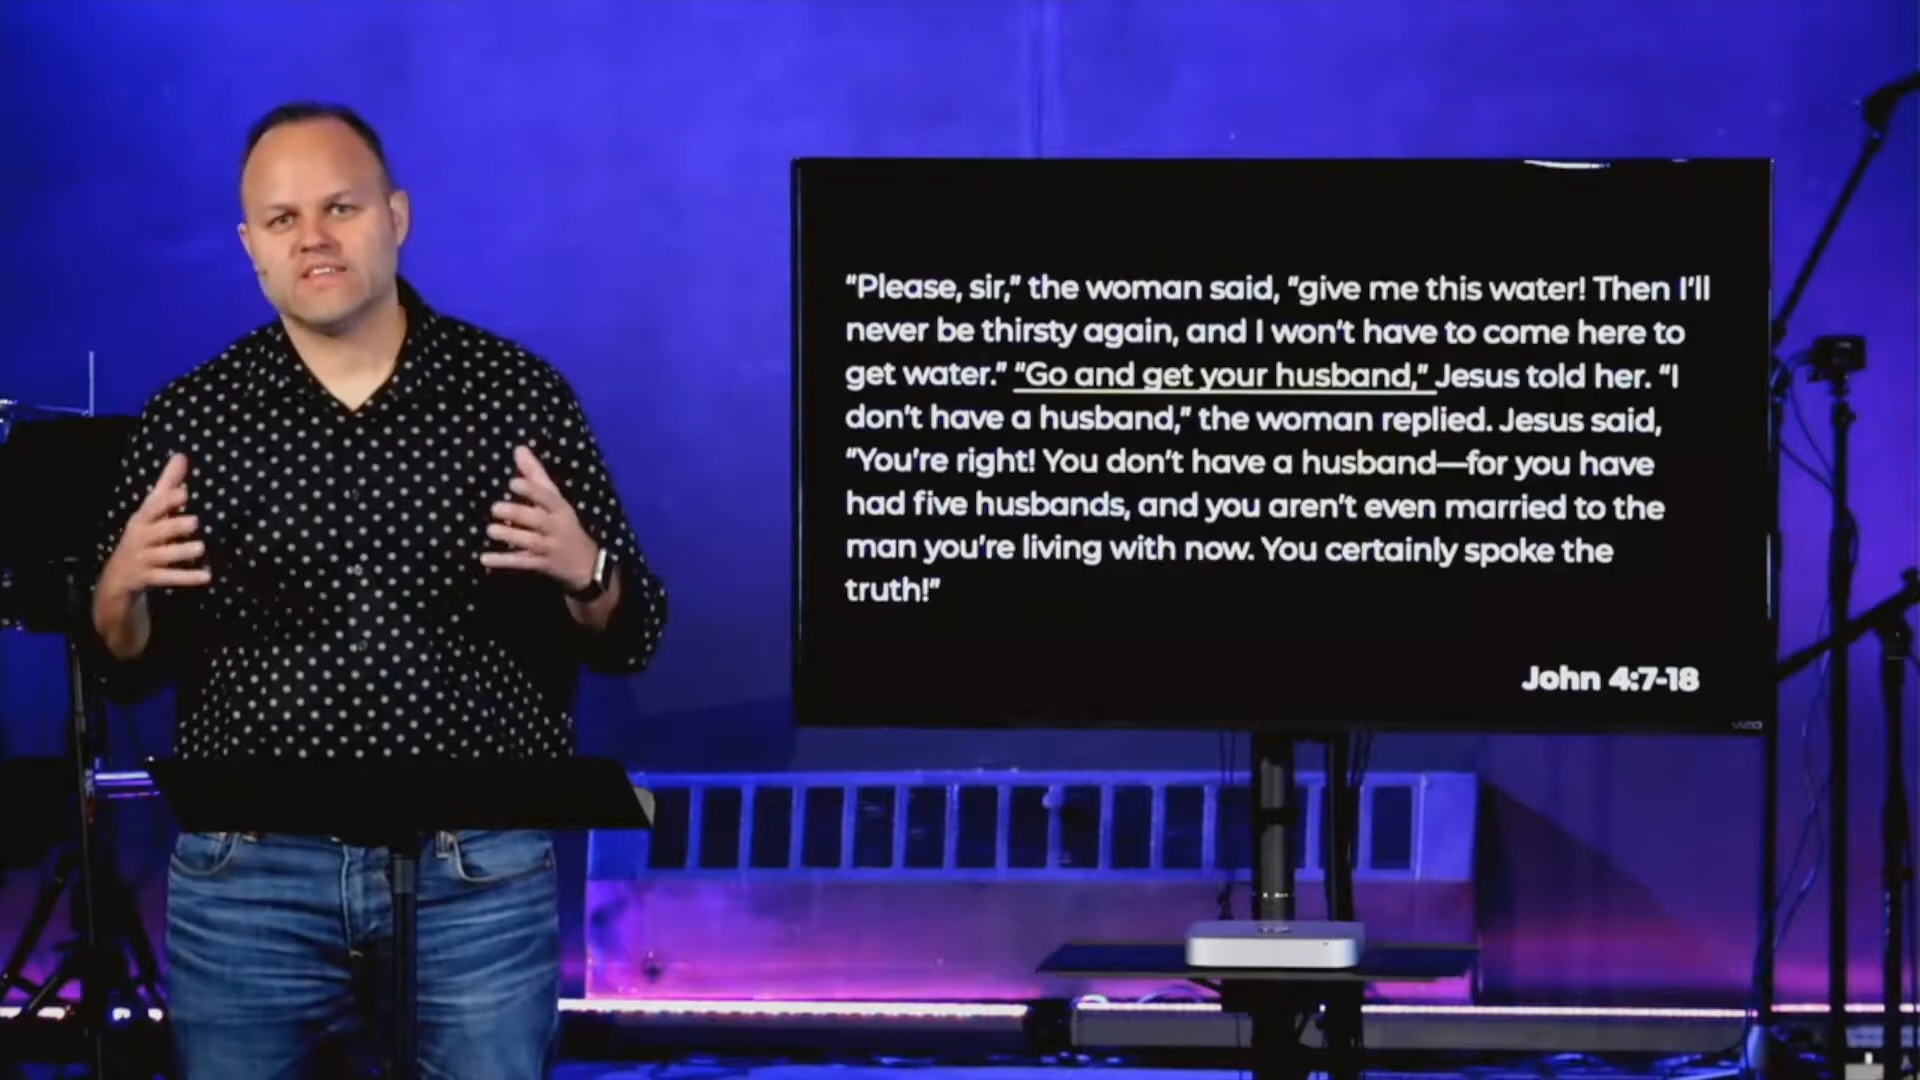 “Please, sir,” the woman said, “give me this water! Then I’ll
never be thirsty again, and I won’t have to come here to
get water.” “Go and get your husband,” Jesus told her. “I
don’t have a husband,” the woman replied. Jesus said,
“You’re right! You don’t have a husband—for you have
had five husbands, and you aren’t even married to the
man you’re living with now. You certainly spoke the
truth!”
John 4:7-18
VIZIO